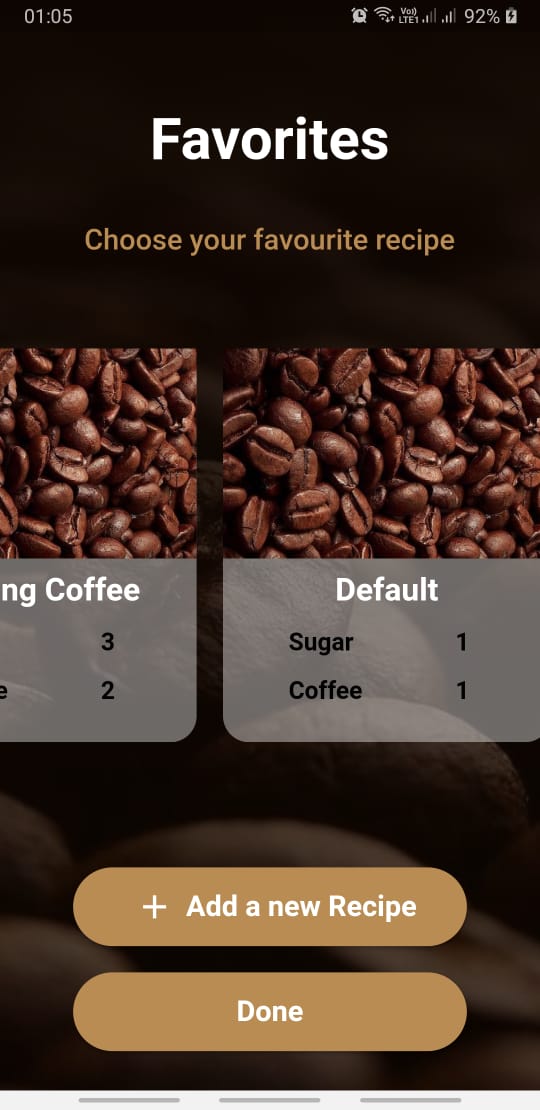 01:05
Vo)) LTE1 92%
Favorites
Choose your favourite recipe
ng Coffee
3
e 2
Default
Sugar 1
Coffee 1
+ Add a new Recipe
Done